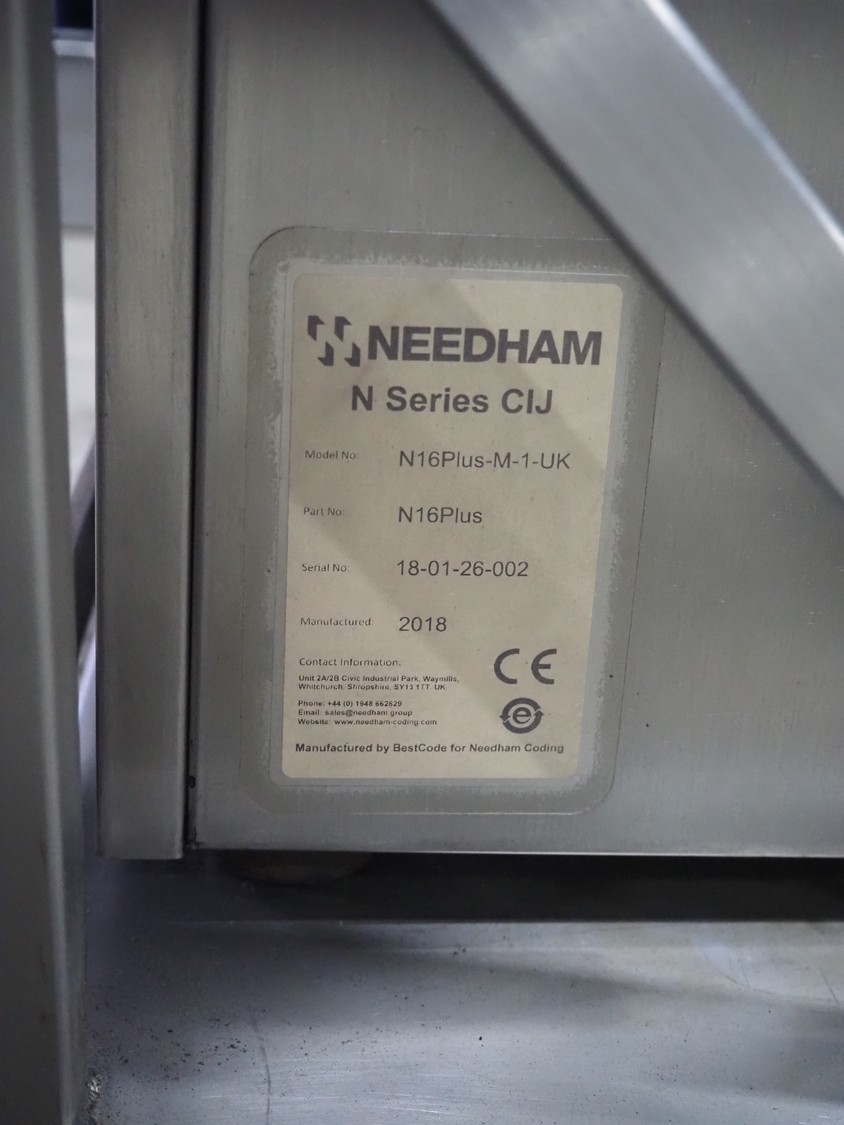 NEEDHAM
N Series CIJ
Model No: N16Plus-M-1-UK
Part No: N16Plus
Serial No: 18-01-26-002
Manufactured: 2018
Contact Information:
Unit 2A/2B Civic Industrial Park, Waymills,
Whitchurch, Shropshire, SY13 1TT UK
Phone: +44 (0) 1948 662629
Email: sales@needham.group
Website: www.needham-coding.com
CE
e
Manufactured by BestCode for Needham Coding